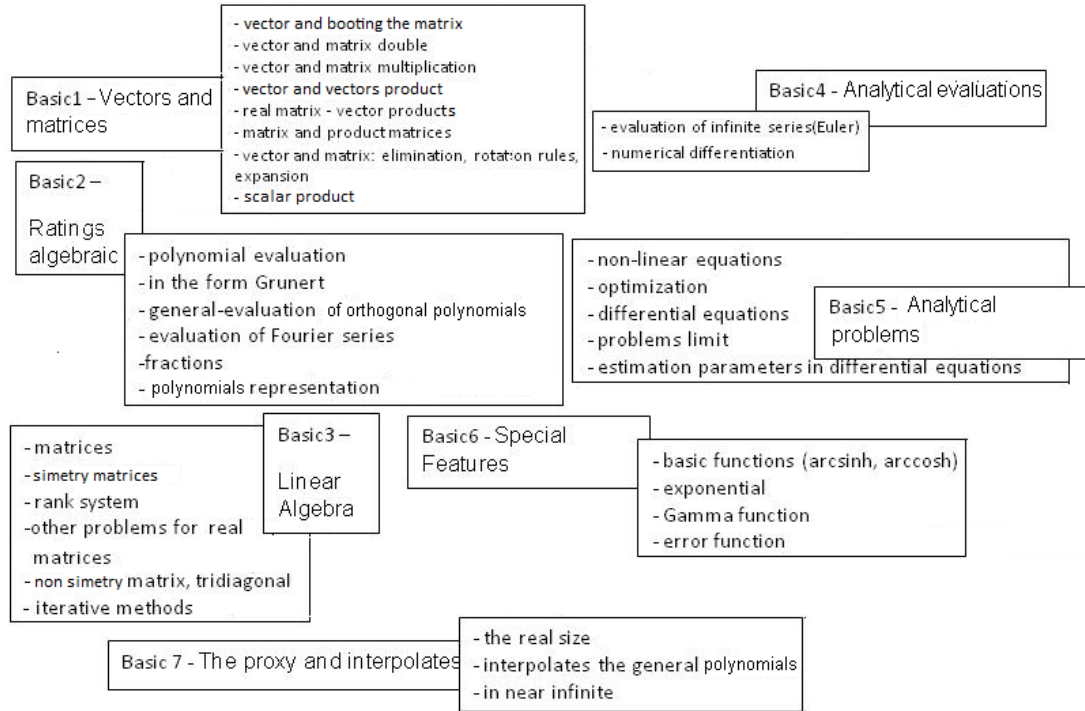 Basic1 – Vectors and
matrices
- vector and booting the matrix
- vector and matrix double
- vector and matrix multiplication
- vector and vectors product
- real matrix - vector products
- matrix and product matrices
- vector and matrix: elimination, rotation rules,
expansion
- scalar product
Basic2 –
Ratings
algebraic
- polynomial evaluation
- in the form Grunert
- general-evaluation of orthogonal polynomials
- evaluation of Fourier series
-fractions
- polynomials representation
Basic3 –
Linear
Algebra
- matrices
- simetry matrices
- rank system
-other problems for real
matrices
- non simetry matrix, tridiagonal
- iterative methods
Basic4 - Analytical evaluations
- evaluation of infinite series(Euler)
- numerical differentiation
Basic5 - Analytical
problems
- non-linear equations
- optimization
- differential equations
- problems limit
- estimation parameters in differential equations
Basic6 - Special
Features
- basic functions (arcsinh, arccosh)
- exponential
- Gamma function
- error function
Basic 7 - The proxy and interpolates
- the real size
- interpolates the general polynomials
- in near infinite